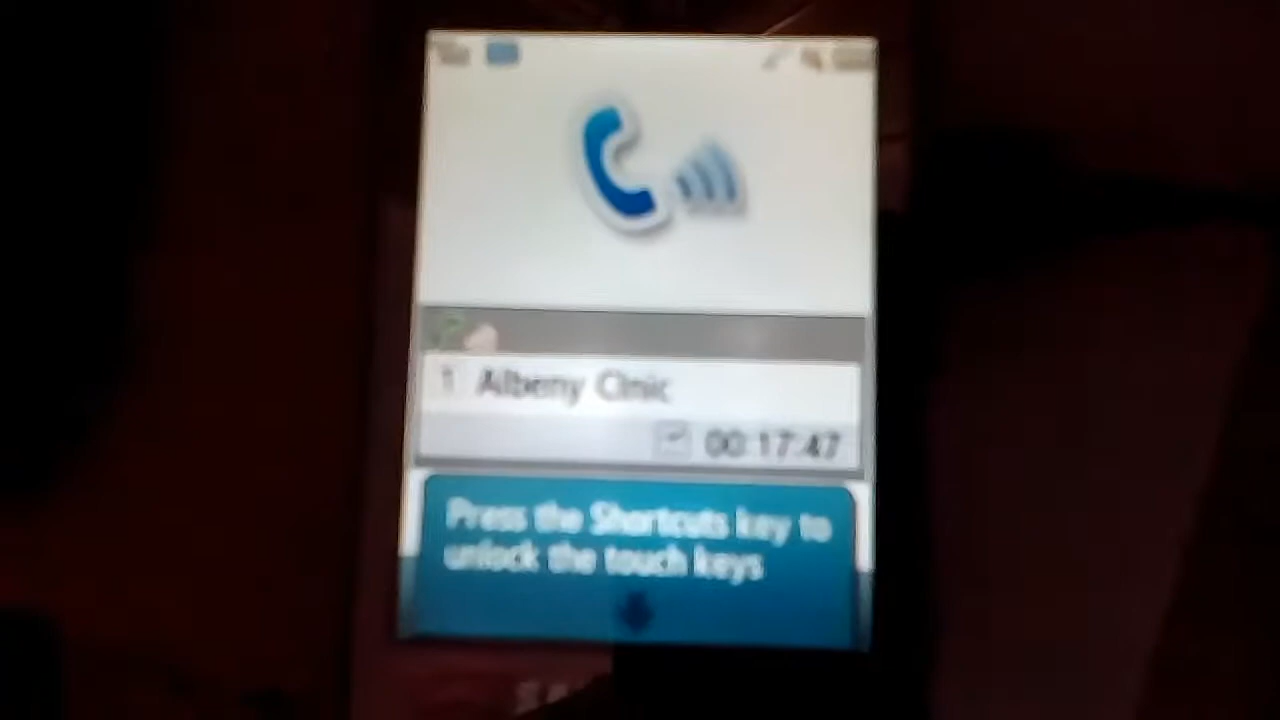 1 Albeny Clinic
00:17:47
Press the Shortcuts key to
unlock the touch keys